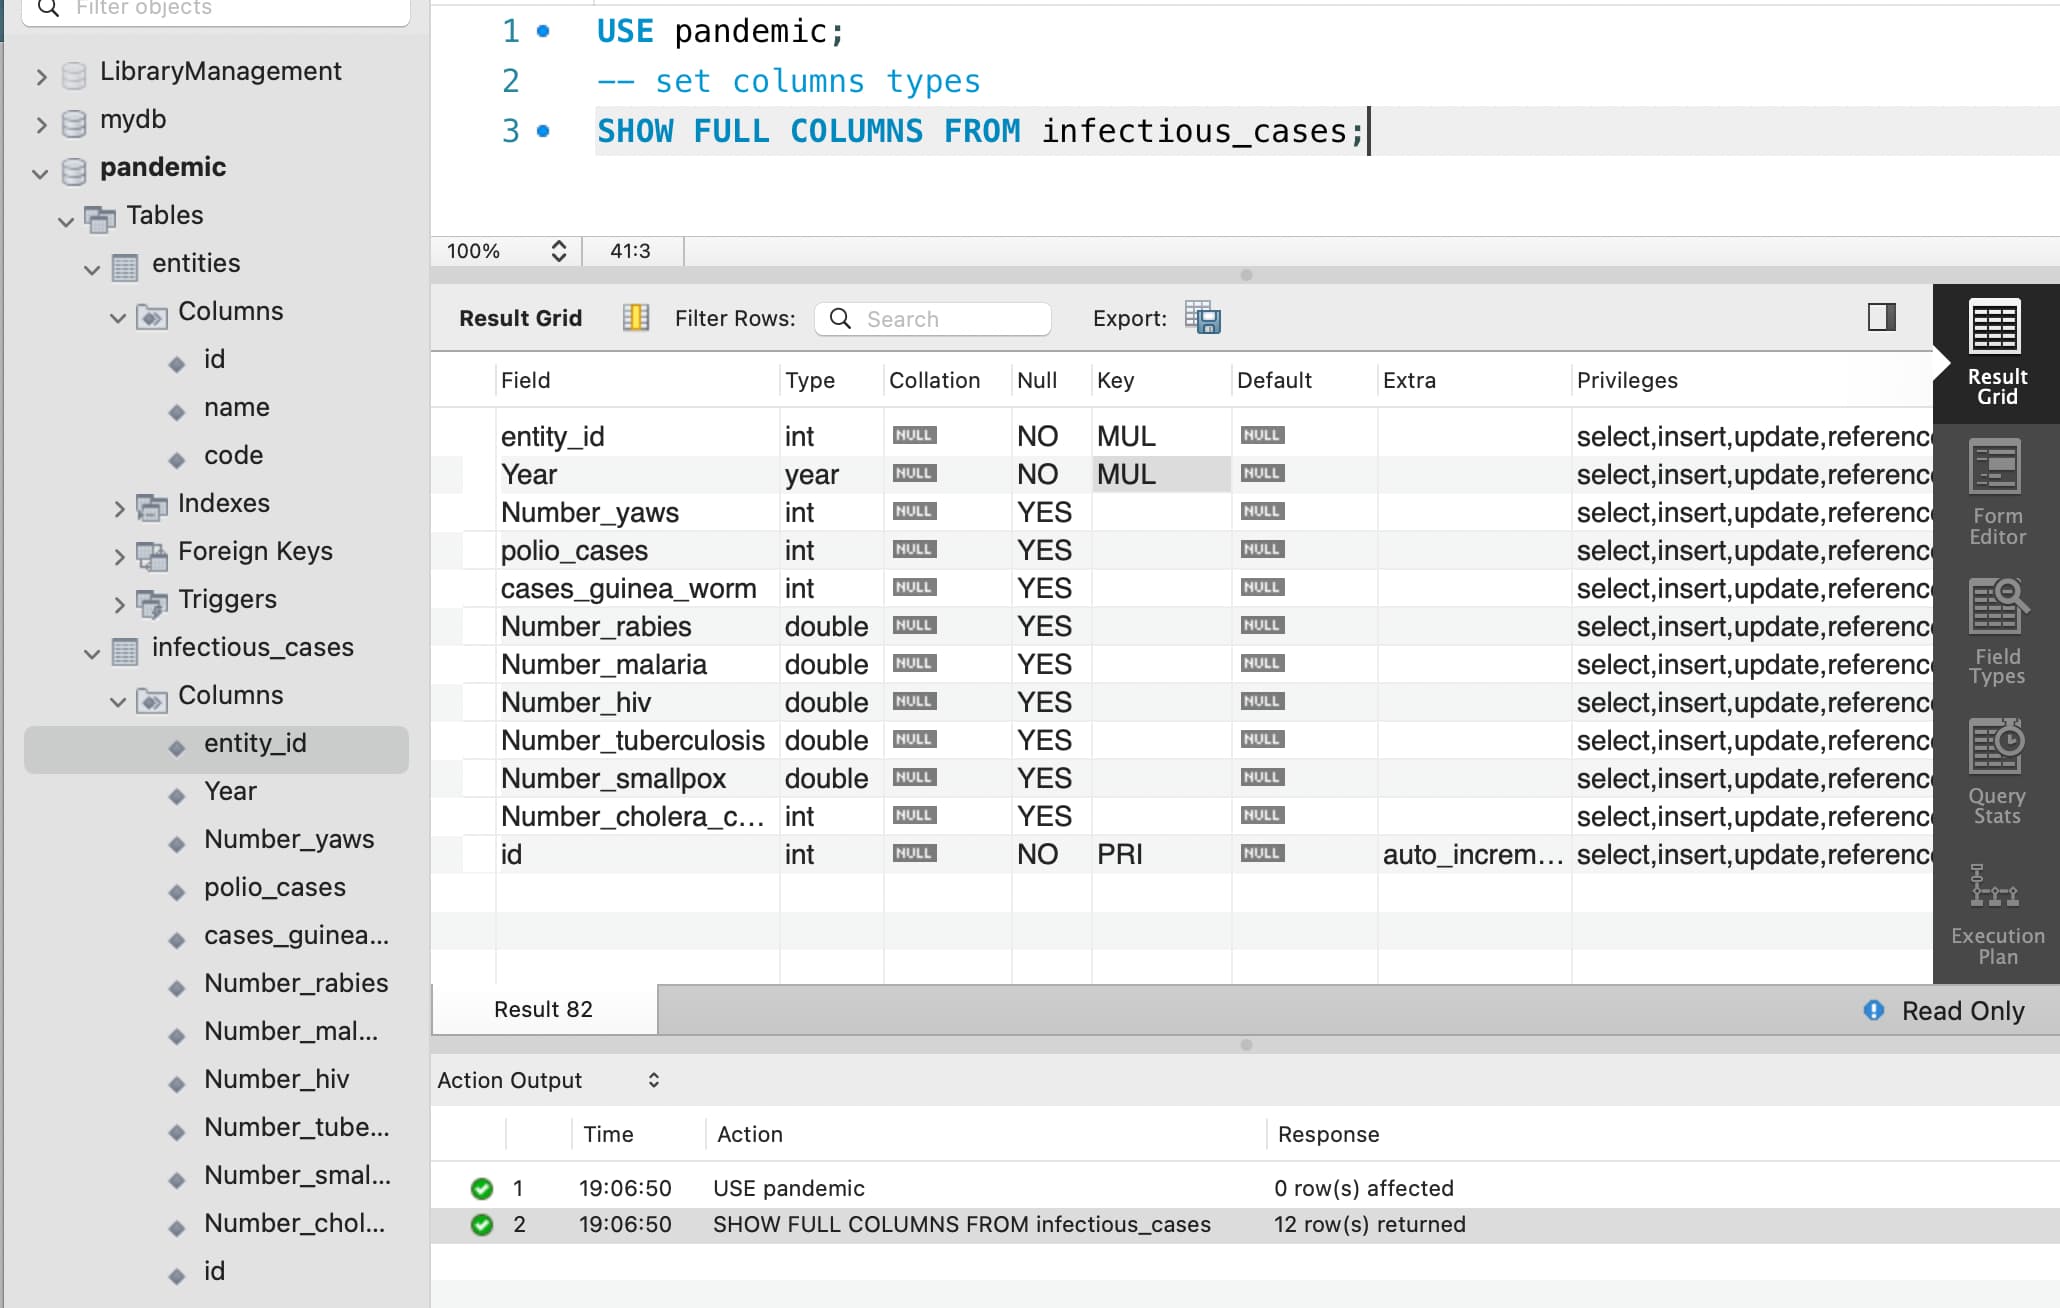 Filter objects
LibraryManagement
mydb
pandemic
Tables
entities
Columns
id
name
code
Indexes
Foreign Keys
Triggers
infectious_cases
Columns
entity_id
Year
Number_yaws
polio_cases
cases_guinea...
Number_rabies
Number_mal...
Number_hiv
Number_tube...
Number_smal...
Number_chol...
id
1 USE pandemic;
2 -- set columns types
3 SHOW FULL COLUMNS FROM infectious_cases;
100% 41:3
Result Grid Filter Rows: Search Export:
Field Type Collation Null Key Default Extra Privileges
entity_id int NULL NO MUL NULL select,insert,update,referenc
Year year NULL NO MUL NULL select,insert,update,referenc
Number_yaws int NULL YES NULL select,insert,update,referenc
polio_cases int NULL YES NULL select,insert,update,referenc
cases_guinea_worm int NULL YES NULL select,insert,update,referenc
Number_rabies double NULL YES NULL select,insert,update,referenc
Number_malaria double NULL YES NULL select,insert,update,referenc
Number_hiv double NULL YES NULL select,insert,update,referenc
Number_tuberculosis double NULL YES NULL select,insert,update,referenc
Number_smallpox double NULL YES NULL select,insert,update,referenc
Number_cholera_c... int NULL YES NULL select,insert,update,referenc
id int NULL NO PRI NULL auto_increm... select,insert,update,referenc
Result
Grid
Form
Editor
Field
Types
Query
Stats
Execution
Plan
Result 82 Read Only
Action Output
Time Action Response
1 19:06:50 USE pandemic 0 row(s) affected
2 19:06:50 SHOW FULL COLUMNS FROM infectious_cases 12 row(s) returned